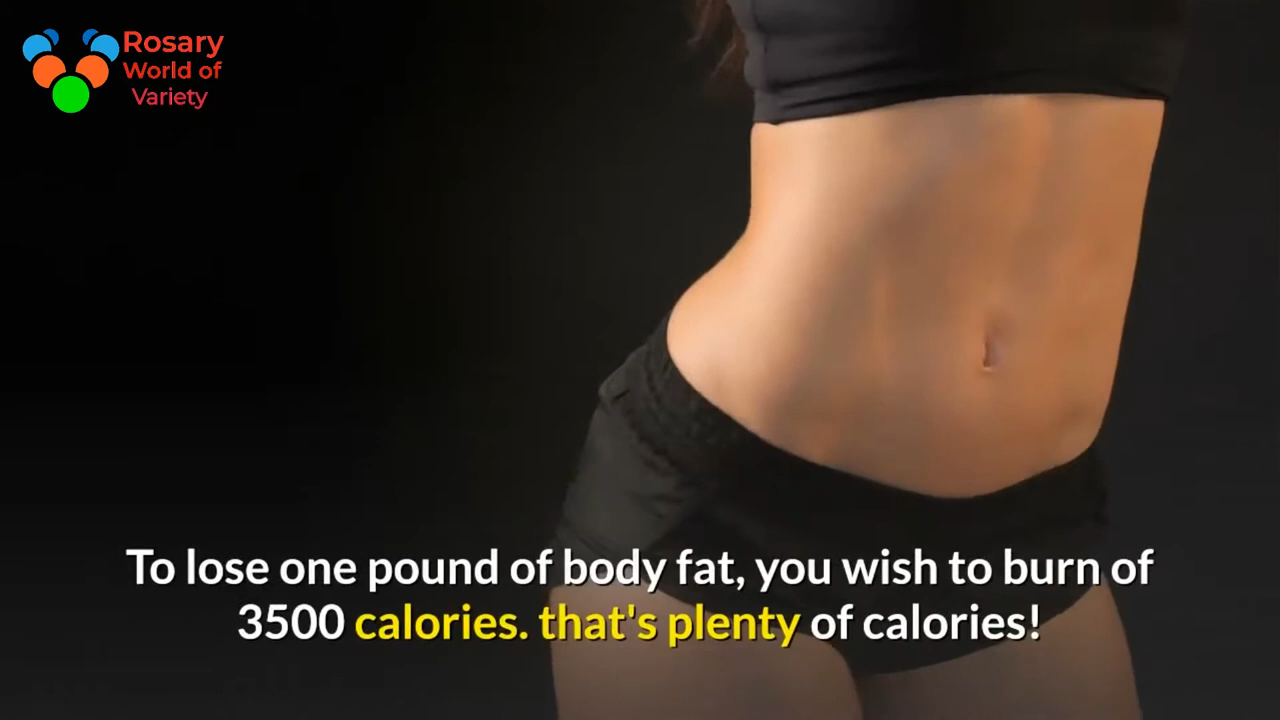 Rosary
World of
Variety
To lose one pound of body fat, you wish to burn of
3500 calories. that's plenty of calories!